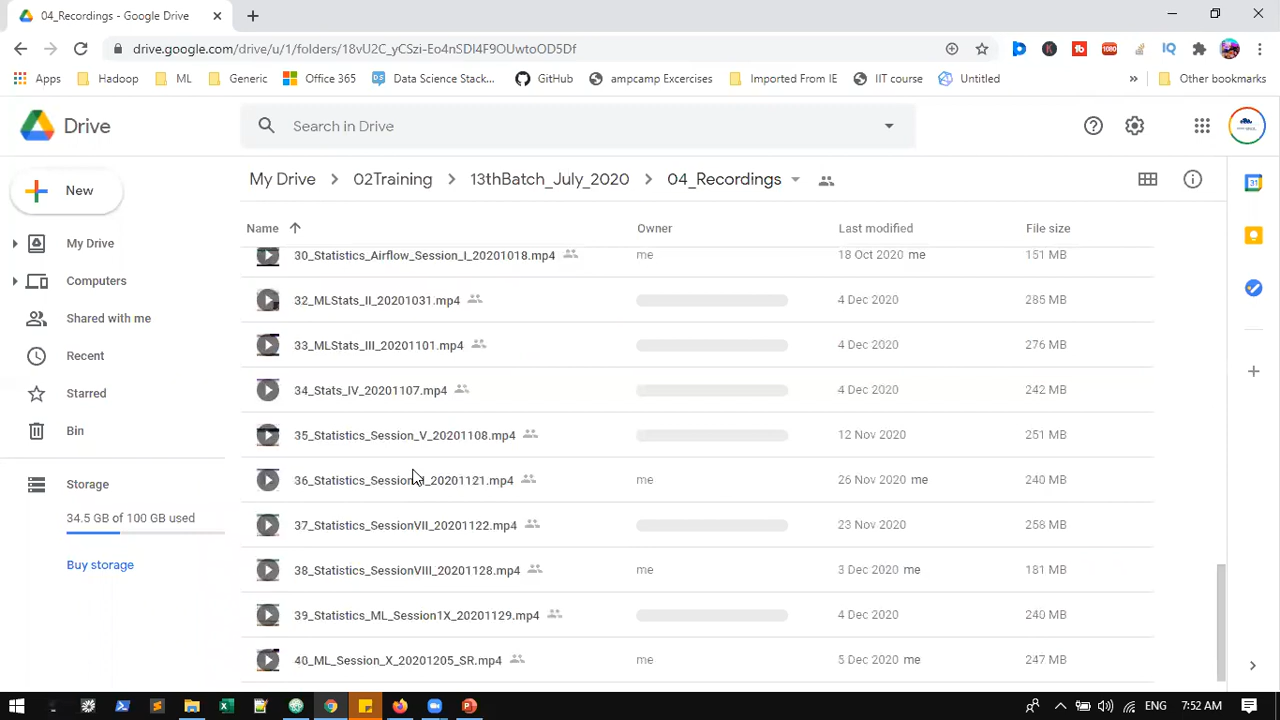 04_Recordings - Google Drive
drive.google.com/drive/u/1/folders/18vU2C_yCSzi-Eo4nSDI4F9OUwtoOD5Df
Apps Hadoop ML Generic Office 365 Data Science Stack... GitHub ampcamp Excercises Imported From IE IIT course Untitled » Other bookmarks
Drive
Search in Drive
New
My Drive
Computers
Shared with me
Recent
Starred
Bin
Storage
34.5 GB of 100 GB used
Buy storage
My Drive > 02Training > 13thBatch_July_2020 > 04_Recordings
Name Owner Last modified File size
30_Statistics_Airflow_Session_I_20201018.mp4 me 18 Oct 2020 me 151 MB
32_MLStats_II_20201031.mp4 4 Dec 2020 285 MB
33_MLStats_III_20201101.mp4 4 Dec 2020 276 MB
34_Stats_IV_20201107.mp4 4 Dec 2020 242 MB
35_Statistics_Session_V_20201108.mp4 12 Nov 2020 251 MB
36_Statistics_Session 20201121.mp4 me 26 Nov 2020 me 240 MB
37_Statistics_SessionVII_20201122.mp4 23 Nov 2020 258 MB
38_Statistics_SessionVIII_20201128.mp4 me 3 Dec 2020 me 181 MB
39_Statistics_ML_Session1X_20201129.mp4 4 Dec 2020 240 MB
40_ML_Session_X_20201205_SR.mp4 me 5 Dec 2020 me 247 MB
ENG 7:52 AM